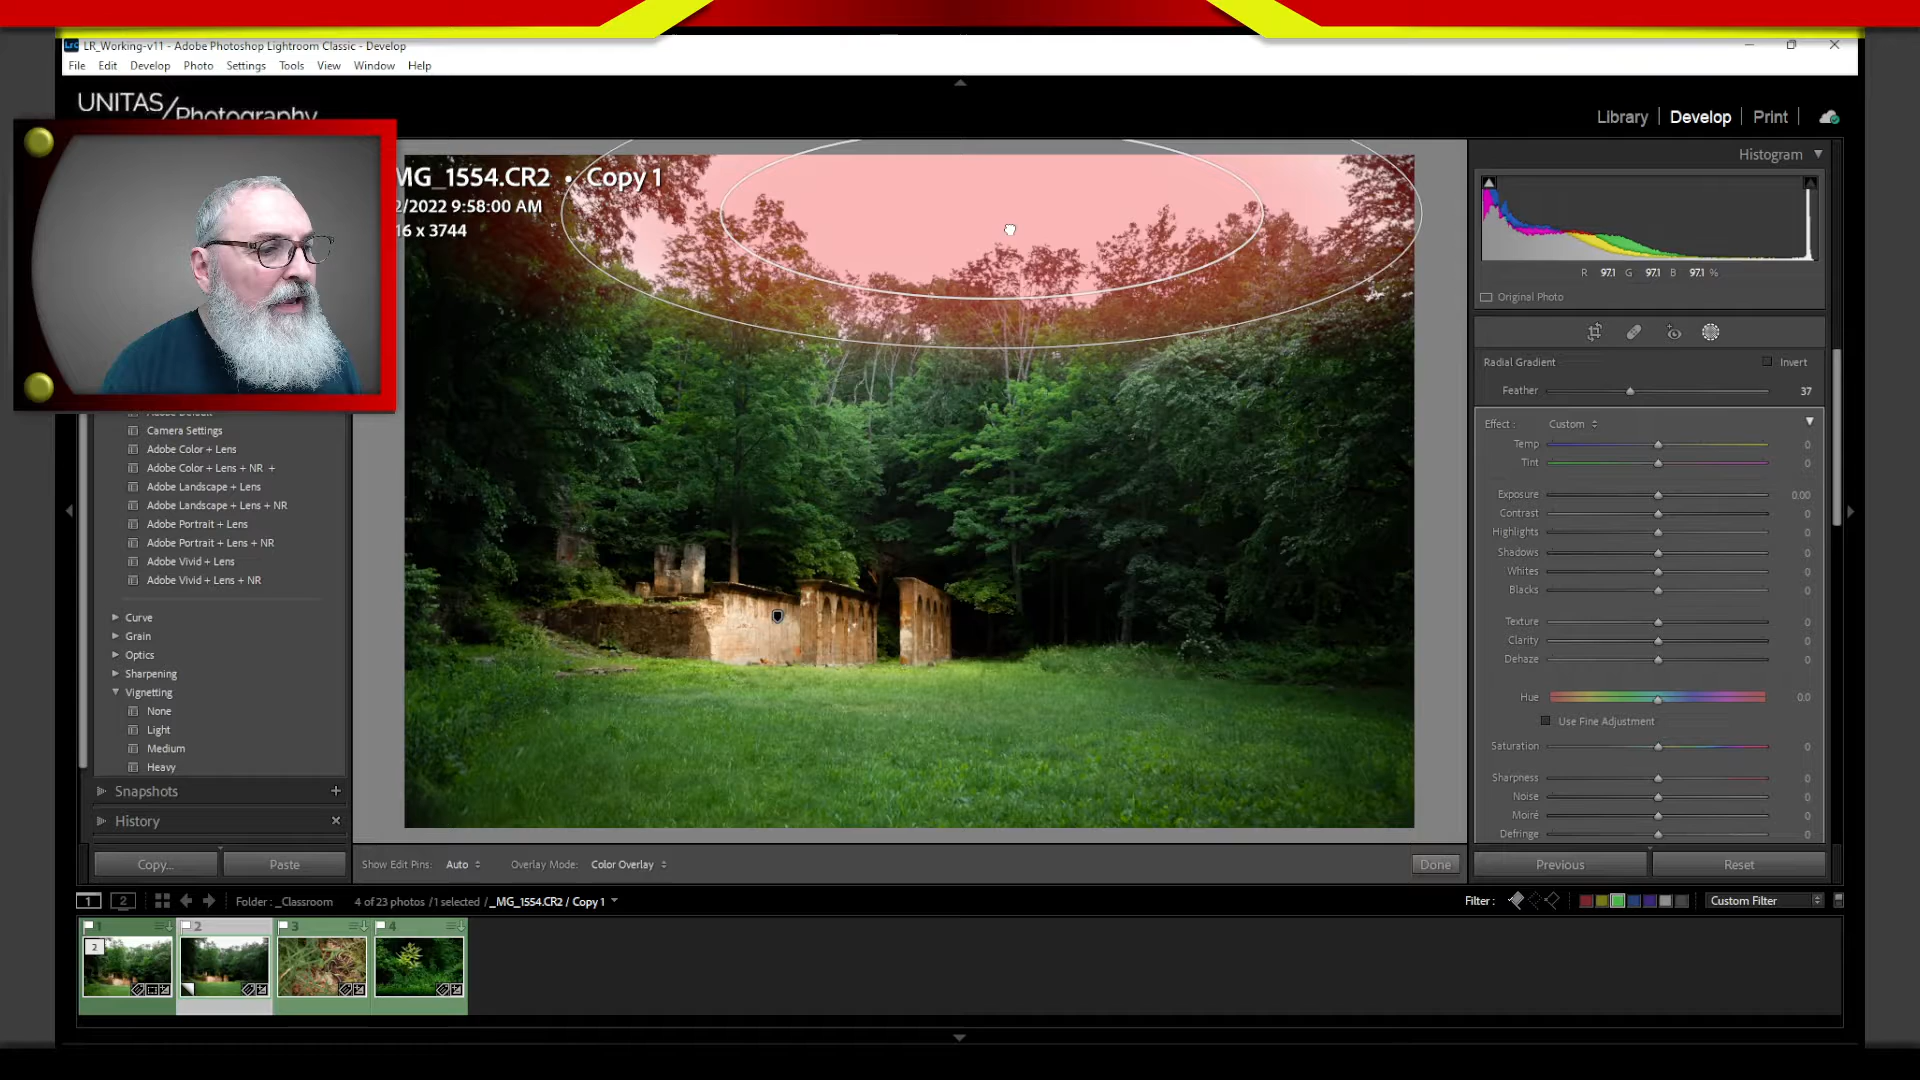 LR_Working-v11 - Adobe Photoshop Lightroom Classic - Develop
File Edit Develop Photo Settings Tools View Window Help
UNITAS/Photography
Library | Develop | Print
Histogram
MG_1554.CR2 • Copy 1
2/2022 9:58:00 AM
16 x 3744
R 97.1 G 97.1 B 97.1 %
Original Photo
Radial Gradient Invert
Feather 37
Effect : Custom
Temp 0
Tint 0
Exposure 0.00
Contrast 0
Highlights 0
Shadows 0
Whites 0
Blacks 0
Texture 0
Clarity 0
Dehaze 0
Hue 0.0
Use Fine Adjustment
Saturation 0
Sharpness 0
Noise 0
Moiré 0
Defringe 0
Previous Reset
Camera Settings
Adobe Color + Lens
Adobe Color + Lens + NR +
Adobe Landscape + Lens
Adobe Landscape + Lens + NR
Adobe Portrait + Lens
Adobe Portrait + Lens + NR
Adobe Vivid + Lens
Adobe Vivid + Lens + NR
Curve
Grain
Optics
Sharpening
Vignetting
None
Light
Medium
Heavy
Snapshots +
History ×
Copy... Paste
Show Edit Pins: Auto Overlay Mode: Color Overlay Done
1 2 Folder : _Classroom 4 of 23 photos / 1 selected / _MG_1554.CR2 / Copy 1 Filter : Custom Filter
1 2 3 4
2